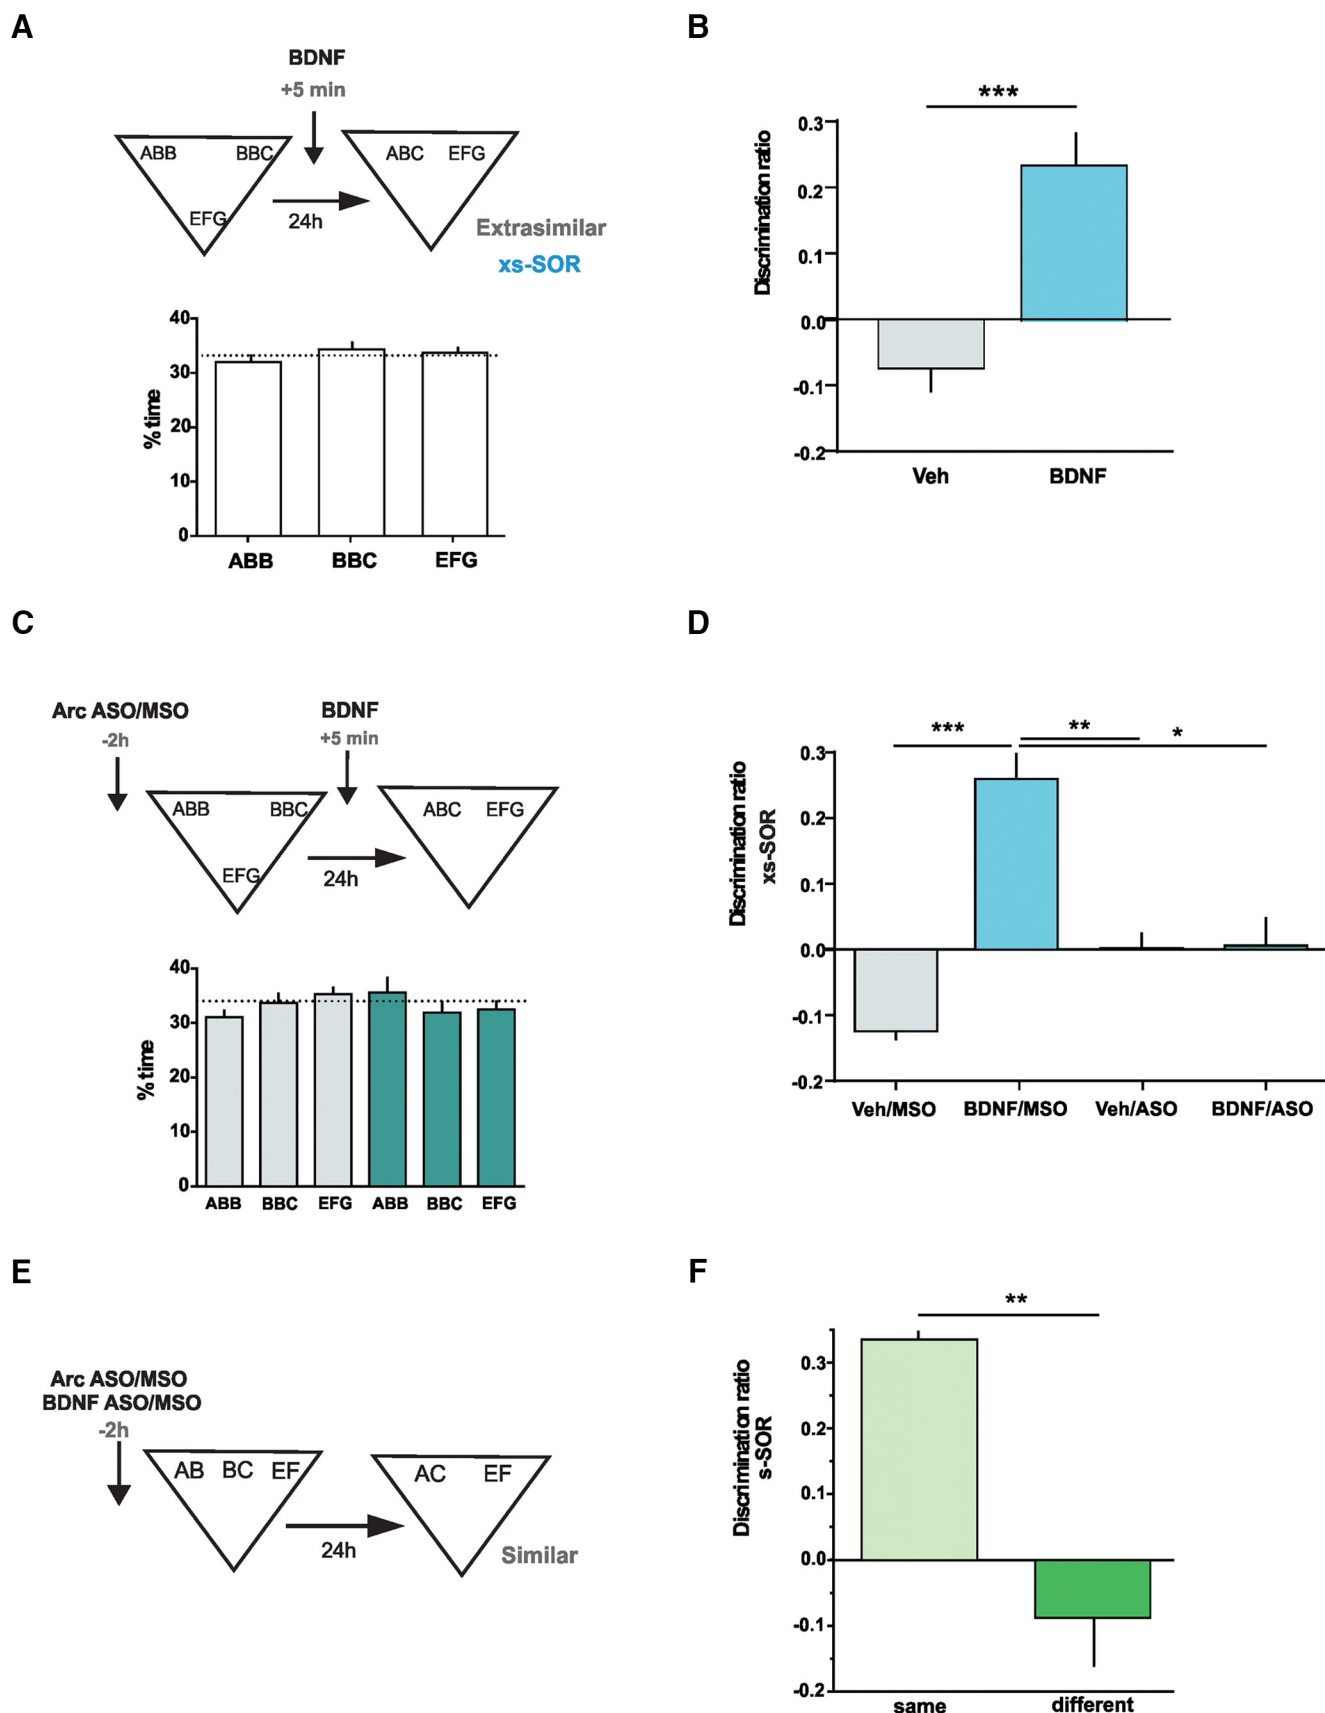 A
BDNF
+5 min
ABB BBC
EFG
24h
ABC EFG
Extrasimilar
xs-SOR
40
30
20
10
0
% time
ABB BBC EFG
B
***
Discrimination ratio
0.3
0.2
0.1
0.0
-0.1
-0.2
Veh BDNF
C
Arc ASO/MSO
-2h
BDNF
+5 min
ABB BBC
EFG
24h
ABC EFG
40
30
20
10
0
% time
ABB BBC EFG ABB BBC EFG
D
*** ** *
Discrimination ratio
xs-SOR
0.3
0.2
0.1
0.0
-0.1
-0.2
Veh/MSO BDNF/MSO Veh/ASO BDNF/ASO
E
Arc ASO/MSO
BDNF ASO/MSO
-2h
AB BC EF
24h
AC EF
Similar
F
**
Discrimination ratio
s-SOR
0.3
0.2
0.1
0.0
-0.1
-0.2
same different